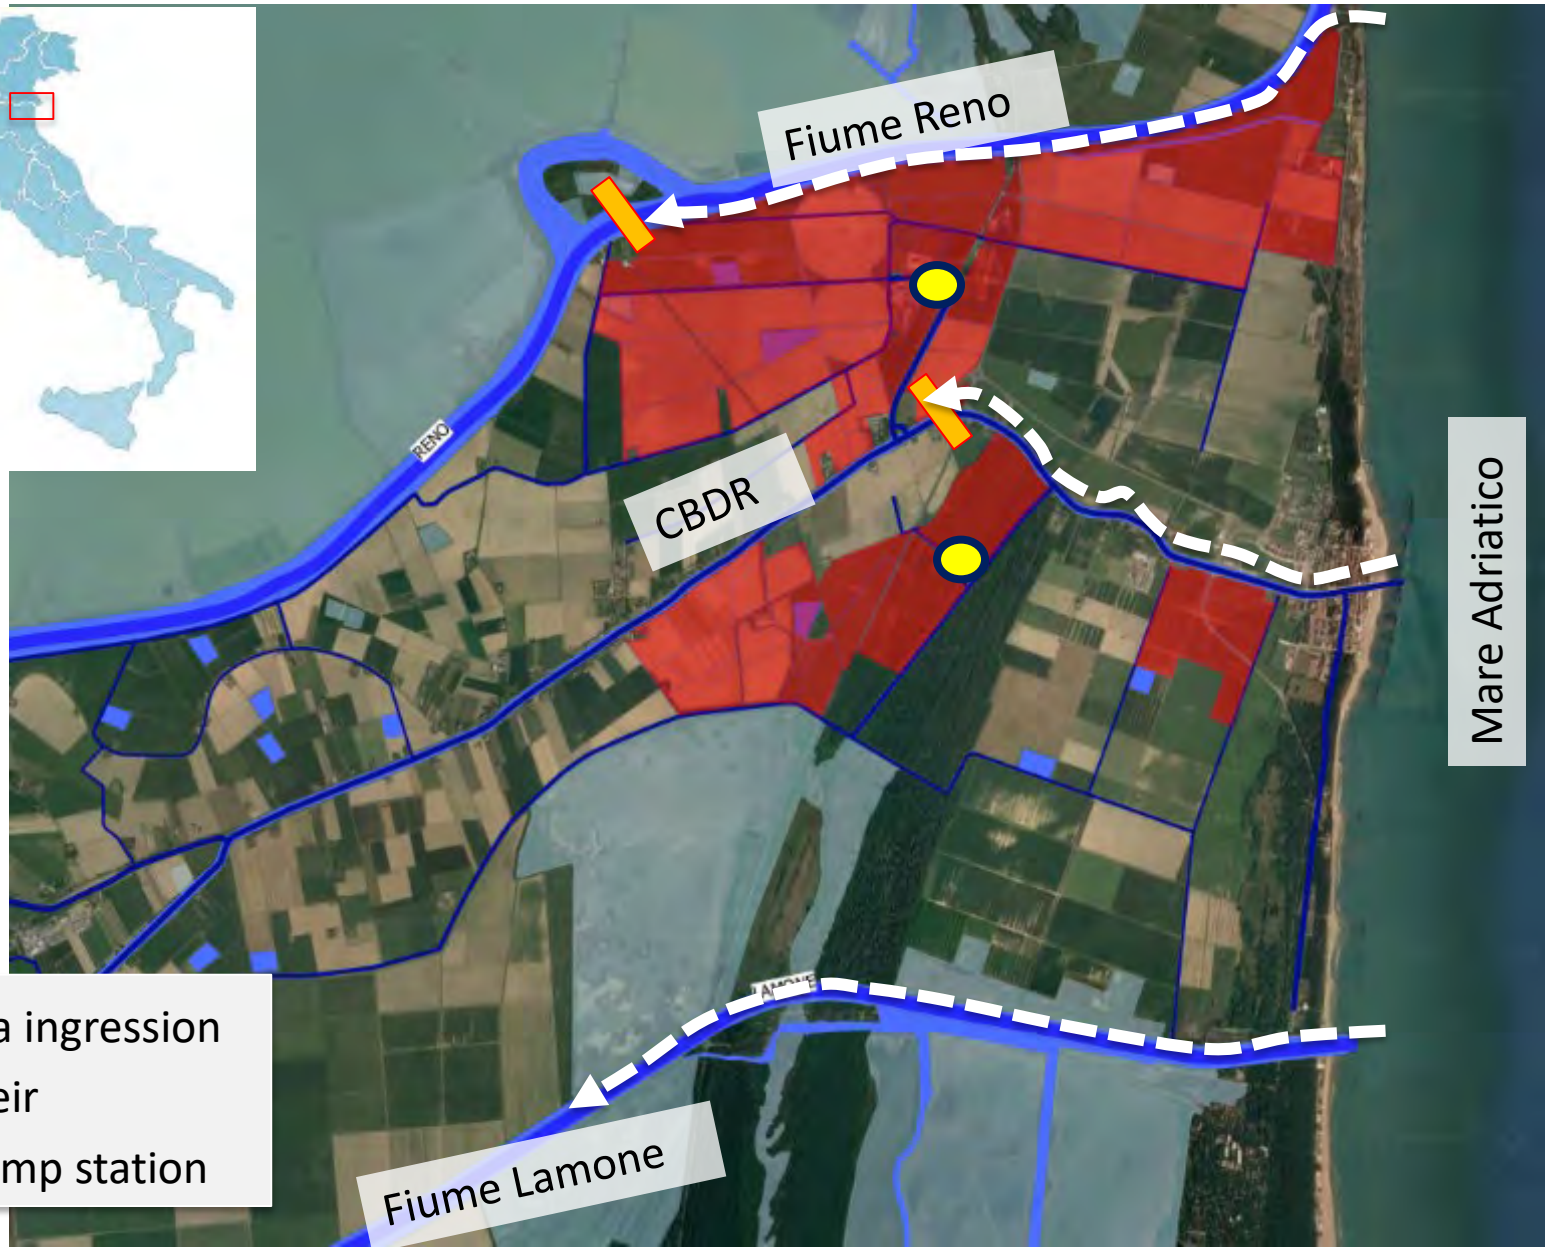 Fiume Reno
RENO
CBDR
Mare Adriatico
LAMONE
a ingression
eir
mp station
Fiume Lamone